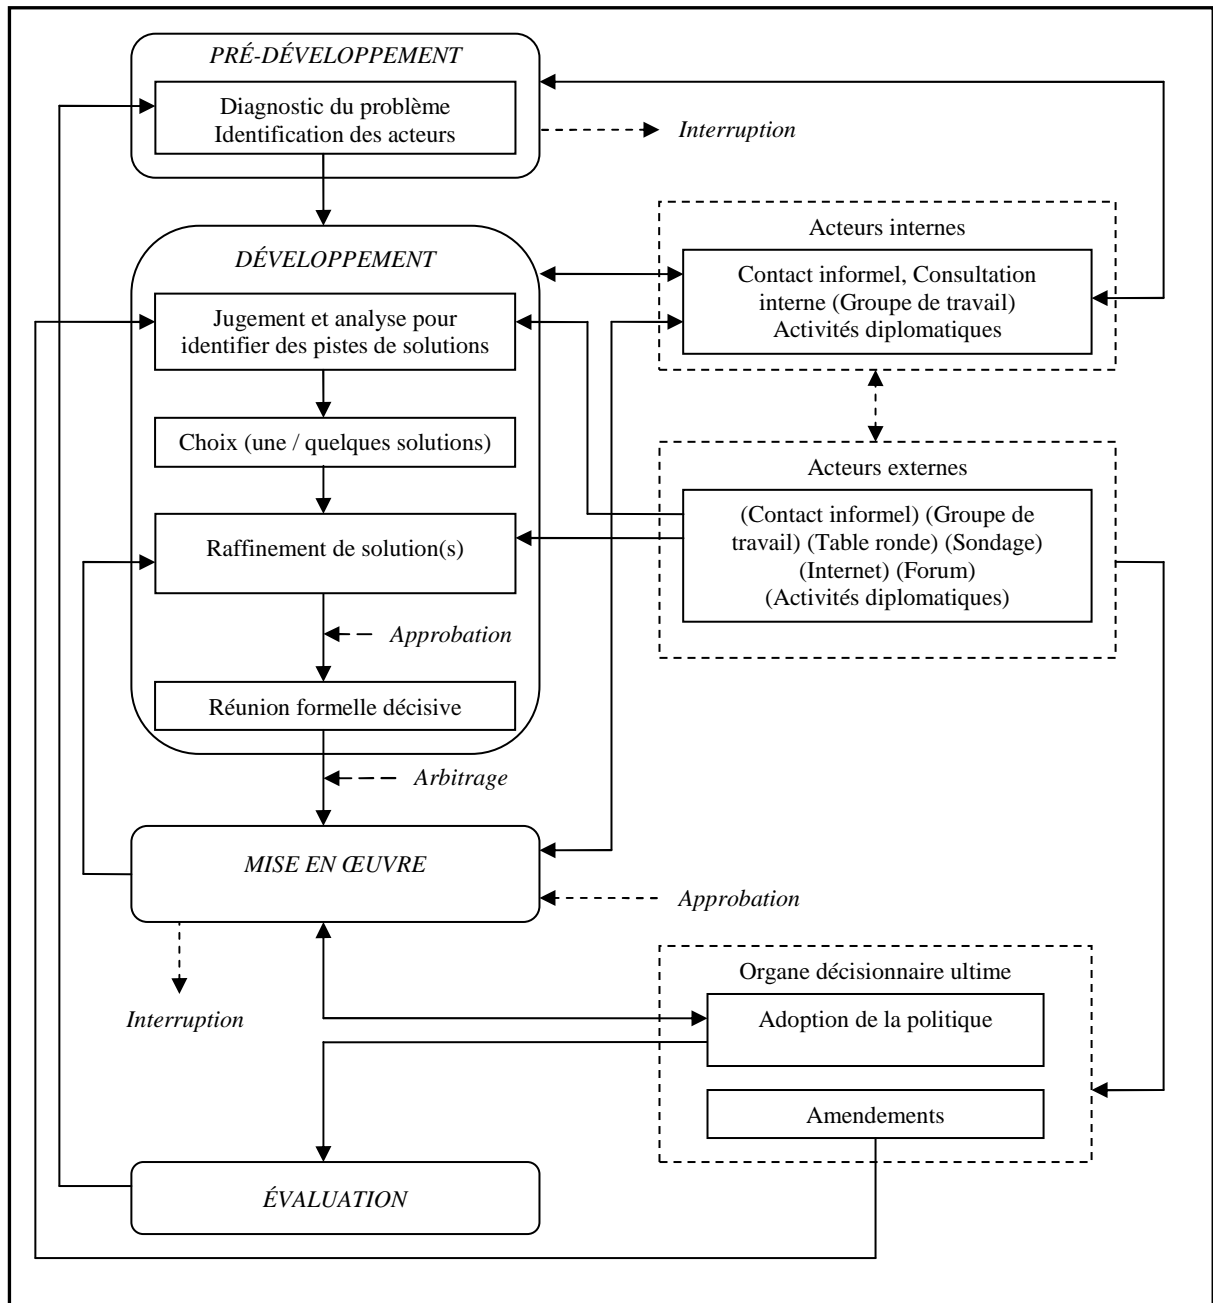 PRÉ-DÉVELOPPEMENT
Diagnostic du problème
Identification des acteurs
Interruption
Acteurs internes
Contact informel, Consultation
interne (Groupe de travail)
Activités diplomatiques
DÉVELOPPEMENT
Jugement et analyse pour
identifier des pistes de solutions
Choix (une / quelques solutions)
Acteurs externes
(Contact informel) (Groupe de
travail) (Table ronde) (Sondage)
(Internet) (Forum)
(Activités diplomatiques)
Raffinement de solution(s)
Approbation
Réunion formelle décisive
Arbitrage
MISE EN ŒUVRE
Approbation
Interruption
Organe décisionnaire ultime
Adoption de la politique
Amendements
ÉVALUATION